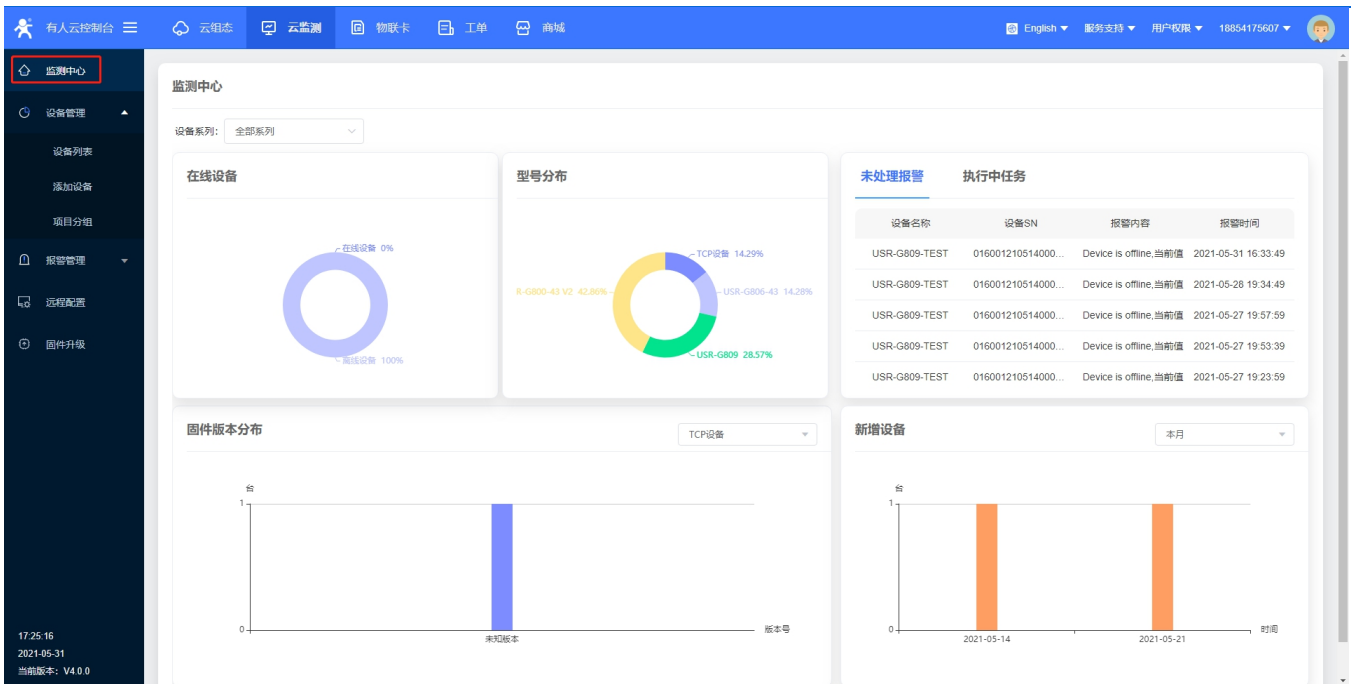 有人云控制台
云组态
云监测
物联卡
工单
商城
English
服务支持
用户权限
18854175607
监测中心
设备管理
设备列表
添加设备
项目分组
报警管理
远程配置
固件升级
17:25:16
2021-05-31
当前版本：V4.0.0
监测中心
设备系列： 全部系列
在线设备
在线设备 0%
离线设备 100%
型号分布
TCP设备 14.29%
R-G800-43 V2 42.86%
USR-G806-43 14.28%
USR-G809 28.57%
未处理报警 执行中任务
设备名称 设备SN 报警内容 报警时间
USR-G809-TEST 016001210514000... Device is offline,当前值 2021-05-31 16:33:49
USR-G809-TEST 016001210514000... Device is offline,当前值 2021-05-28 19:34:49
USR-G809-TEST 016001210514000... Device is offline,当前值 2021-05-27 19:57:59
USR-G809-TEST 016001210514000... Device is offline,当前值 2021-05-27 19:53:39
USR-G809-TEST 016001210514000... Device is offline,当前值 2021-05-27 19:23:59
固件版本分布
TCP设备
台
1
0
未知版本
版本号
新增设备
本月
台
1
0
2021-05-14
2021-05-21
时间